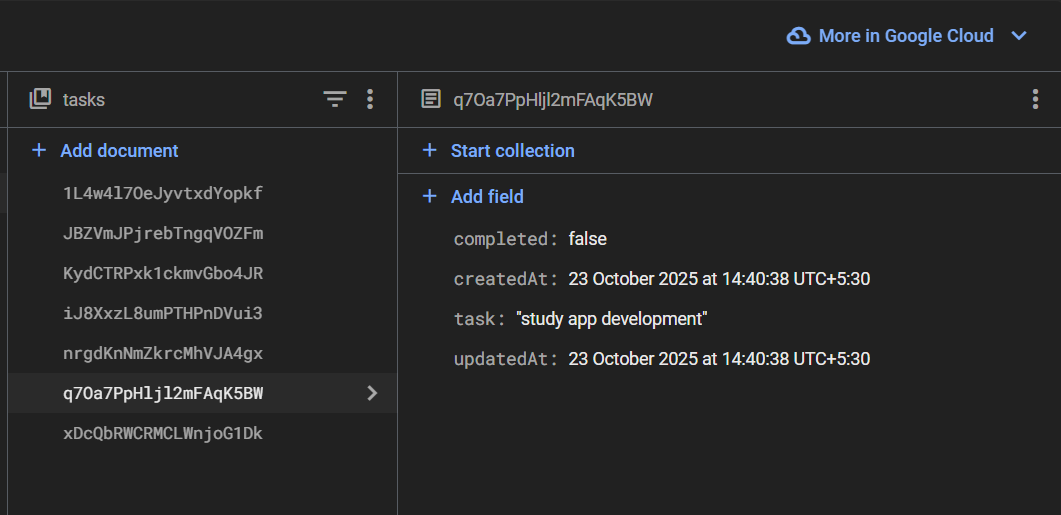 More in Google Cloud
tasks
q7Oa7PpHljl2mFAqK5BW
+ Add document
+ Start collection
1L4w4l7OeJyvtxdYopkf
JBZVmJPjrebTngqVOZFm
KydCTRPxk1ckmvGbo4JR
iJ8XxzL8umPTHPnDVui3
nrgdKnNmZkrcMhVJA4gx
q7Oa7PpHljl2mFAqK5BW
xDcQbRWCRMCLWnjoG1Dk
+ Add field
completed: false
createdAt: 23 October 2025 at 14:40:38 UTC+5:30
task: "study app development"
updatedAt: 23 October 2025 at 14:40:38 UTC+5:30